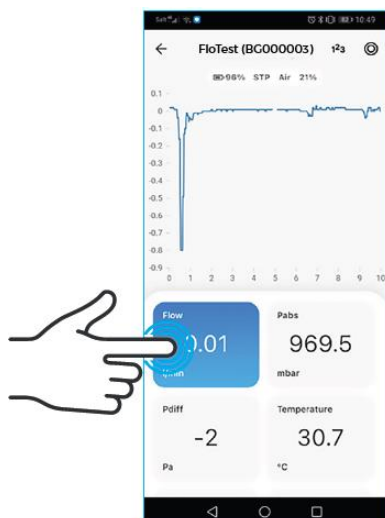 10:49
FloTest (BG000003) 1²3
96% STP Air 21%
0.1
0
-0.1
-0.2
-0.3
-0.4
-0.5
-0.6
-0.7
-0.8
-0.9
0 1 2 3 4 5 6 7 8 9 10
Flow Pabs
0.01 969.5
mbar
Pdiff Temperature
-2 30.7
Pa °C